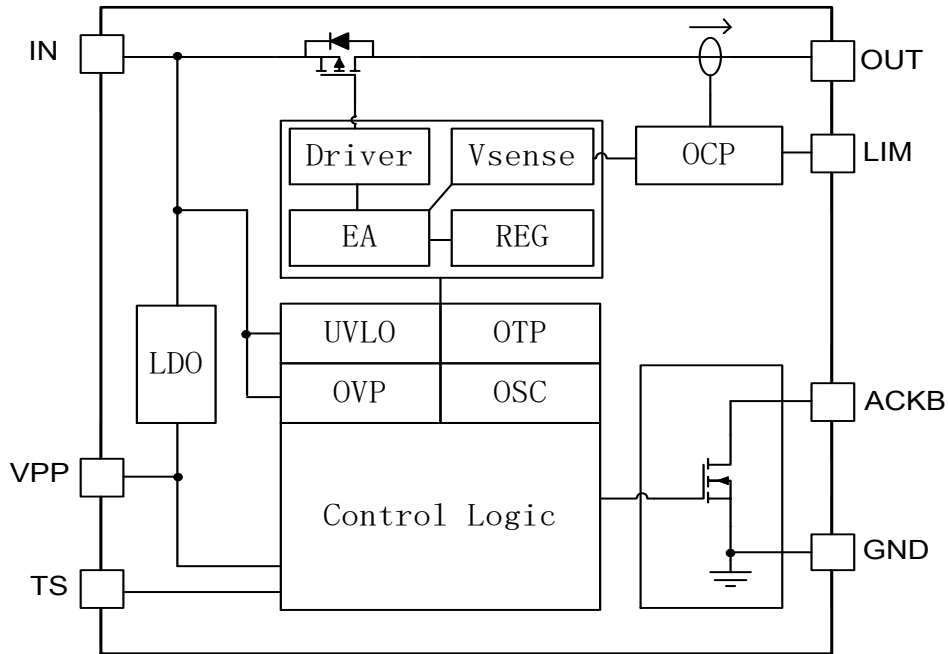 IN
OUT
Driver
Vsense
OCP
LIM
EA
REG
UVLO
OTP
LDO
OVP
OSC
ACKB
VPP
Control Logic
GND
TS